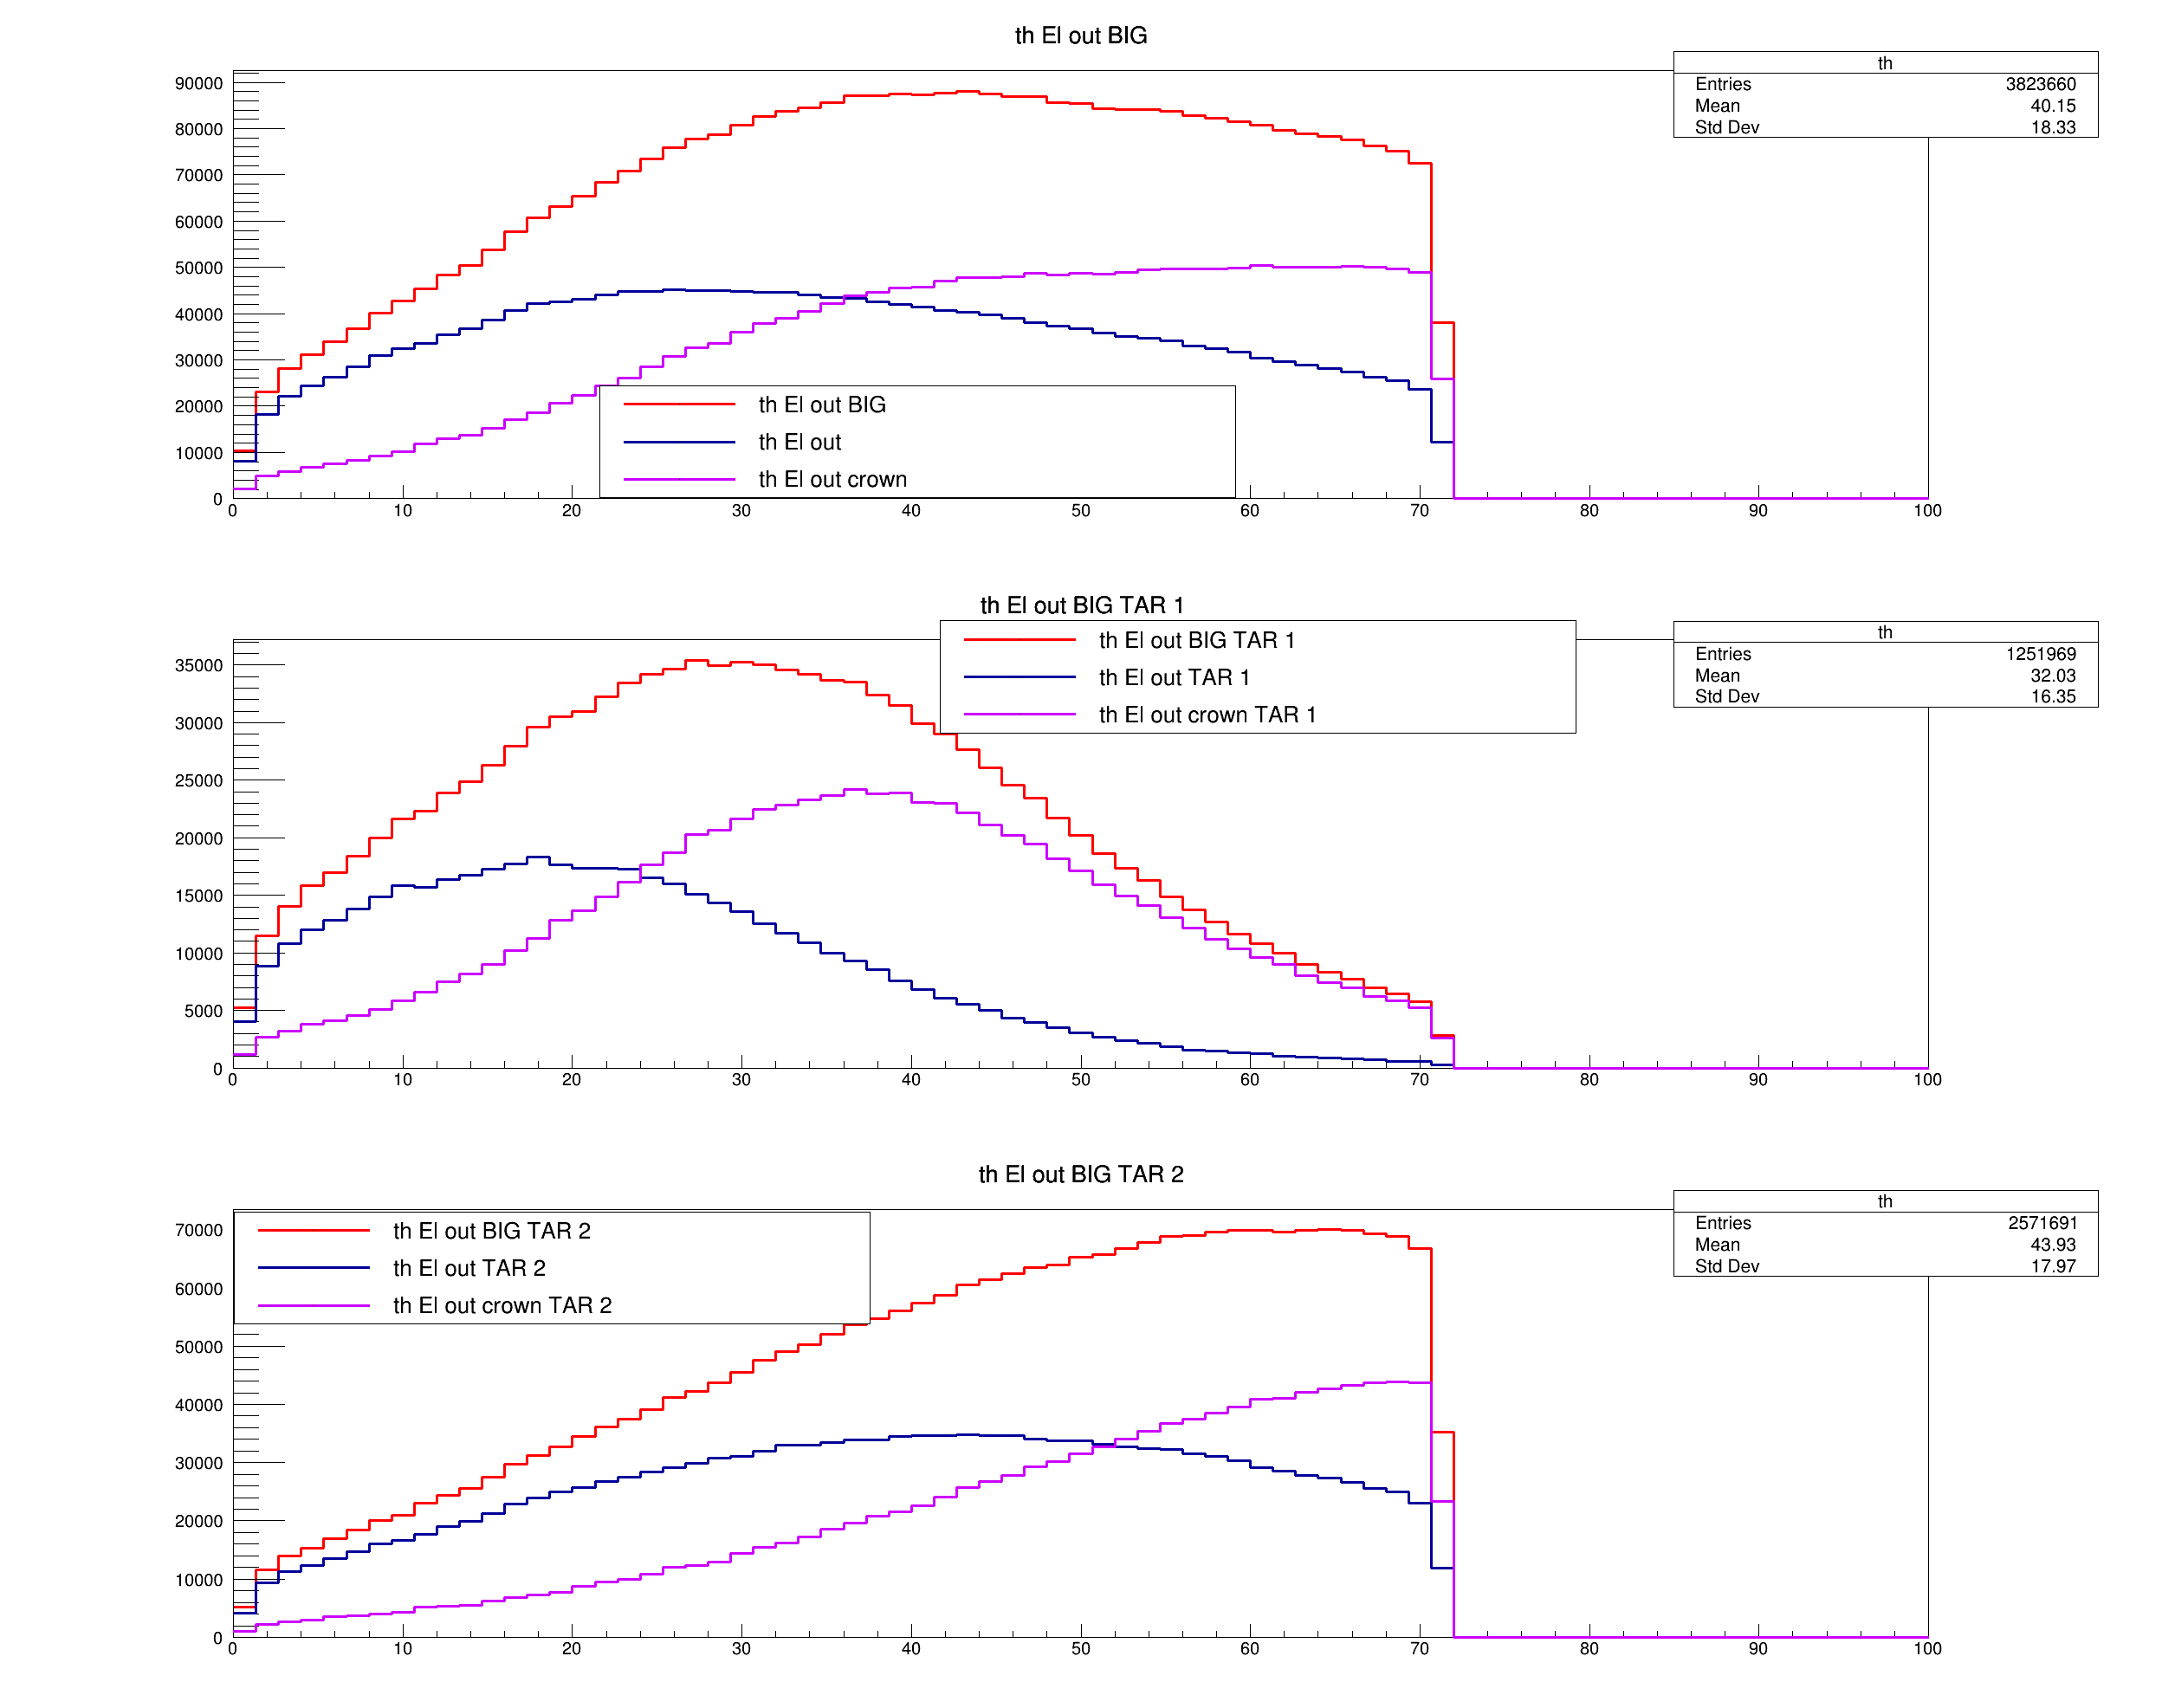 th El out BIG
th
Entries 3823660
Mean 40.15
Std Dev 18.33
90000
80000
70000
60000
50000
40000
30000
20000
10000
0
th El out BIG
th El out
th El out crown
0 10 20 30 40 50 60 70 80 90 100
th El out BIG TAR 1
th
Entries 1251969
Mean 32.03
Std Dev 16.35
35000
30000
25000
20000
15000
10000
5000
0
th El out BIG TAR 1
th El out TAR 1
th El out crown TAR 1
0 10 20 30 40 50 60 70 80 90 100
th El out BIG TAR 2
th
Entries 2571691
Mean 43.93
Std Dev 17.97
70000
60000
50000
40000
30000
20000
10000
0
th El out BIG TAR 2
th El out TAR 2
th El out crown TAR 2
0 10 20 30 40 50 60 70 80 90 100